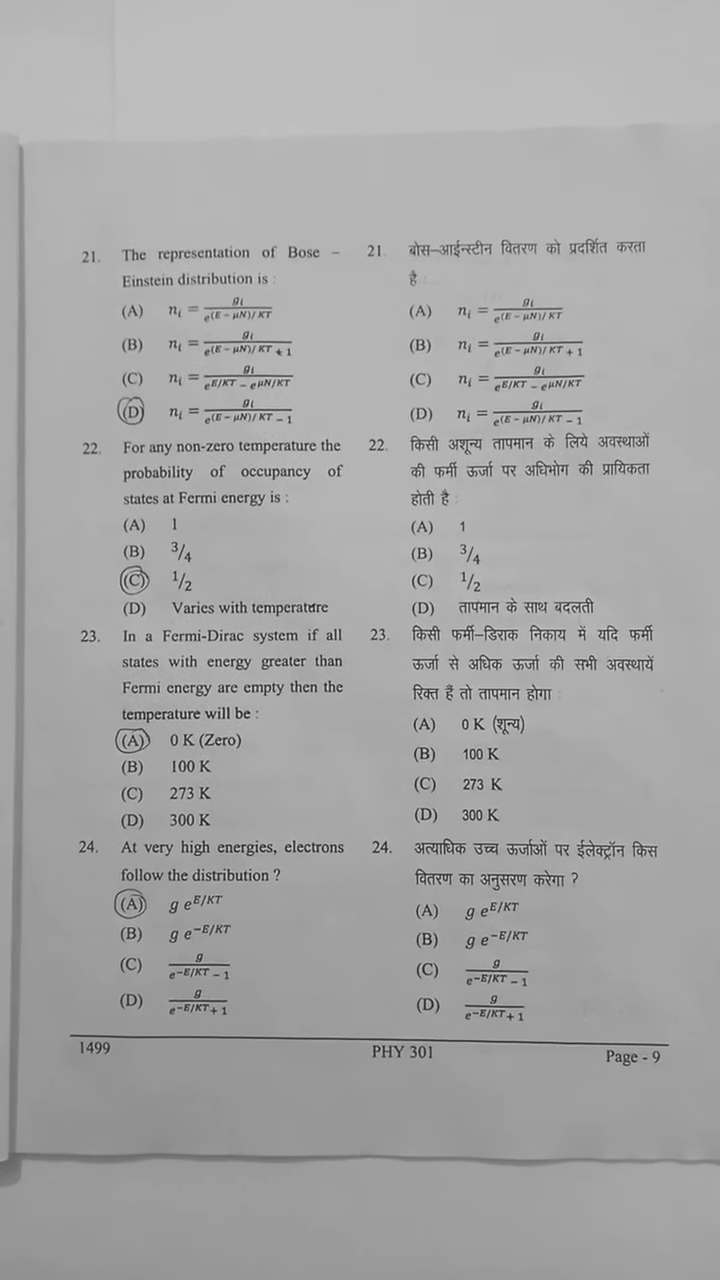 21. The representation of Bose –
Einstein distribution is :
(A) nᵢ = gᵢ / e^(E – μN)/ KT
(B) nᵢ = gᵢ / e^(E – μN)/ KT + 1
(C) nᵢ = gᵢ / e^E/KT – e^μN/KT
(D) nᵢ = gᵢ / e^(E – μN)/ KT – 1
22. For any non-zero temperature the
probability of occupancy of
states at Fermi energy is :
(A) 1
(B) 3/4
(C) 1/2
(D) Varies with temperature
23. In a Fermi-Dirac system if all
states with energy greater than
Fermi energy are empty then the
temperature will be :
(A) 0 K (Zero)
(B) 100 K
(C) 273 K
(D) 300 K
24. At very high energies, electrons
follow the distribution ?
(A) g e^E/KT
(B) g e^–E/KT
(C) g / e^–E/KT – 1
(D) g / e^–E/KT + 1
21. बोस–आईन्स्टीन वितरण को प्रदर्शित करता
है :
(A) nᵢ = gᵢ / e^(E – μN)/ KT
(B) nᵢ = gᵢ / e^(E – μN)/ KT + 1
(C) nᵢ = gᵢ / e^E/KT – e^μN/KT
(D) nᵢ = gᵢ / e^(E – μN)/ KT – 1
22. किसी अशून्य तापमान के लिये अवस्थाओं
की फर्मी ऊर्जा पर अधिभोग की प्रायिकता
होती है :
(A) 1
(B) 3/4
(C) 1/2
(D) तापमान के साथ बदलती
23. किसी फर्मी–डिराक निकाय में यदि फर्मी
ऊर्जा से अधिक ऊर्जा की सभी अवस्थायें
रिक्त हैं तो तापमान होगा :
(A) 0 K (शून्य)
(B) 100 K
(C) 273 K
(D) 300 K
24. अत्याधिक उच्च ऊर्जाओं पर ईलेक्ट्रॉन किस
वितरण का अनुसरण करेगा ?
(A) g e^E/KT
(B) g e^–E/KT
(C) g / e^–E/KT – 1
(D) g / e^–E/KT + 1
1499 PHY 301 Page - 9